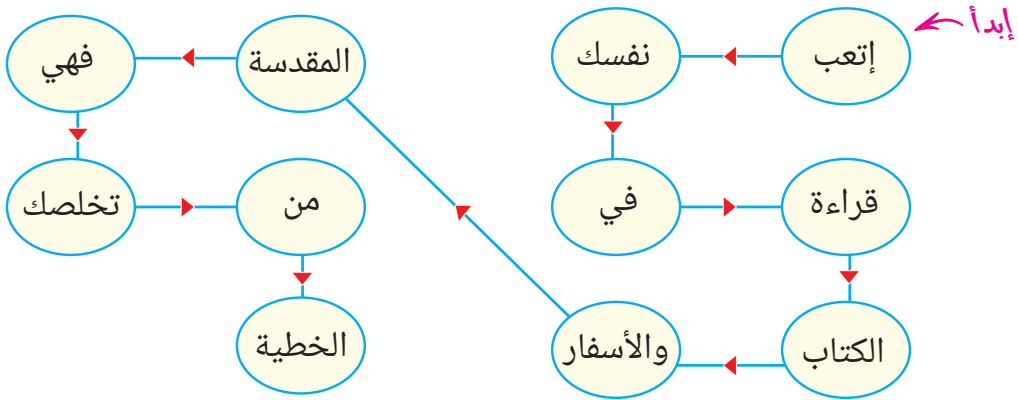 إبدأ
إتعب
نفسك
في
قراءة
الكتاب
والأسفار
المقدسة
فهي
تخلصك
من
الخطية